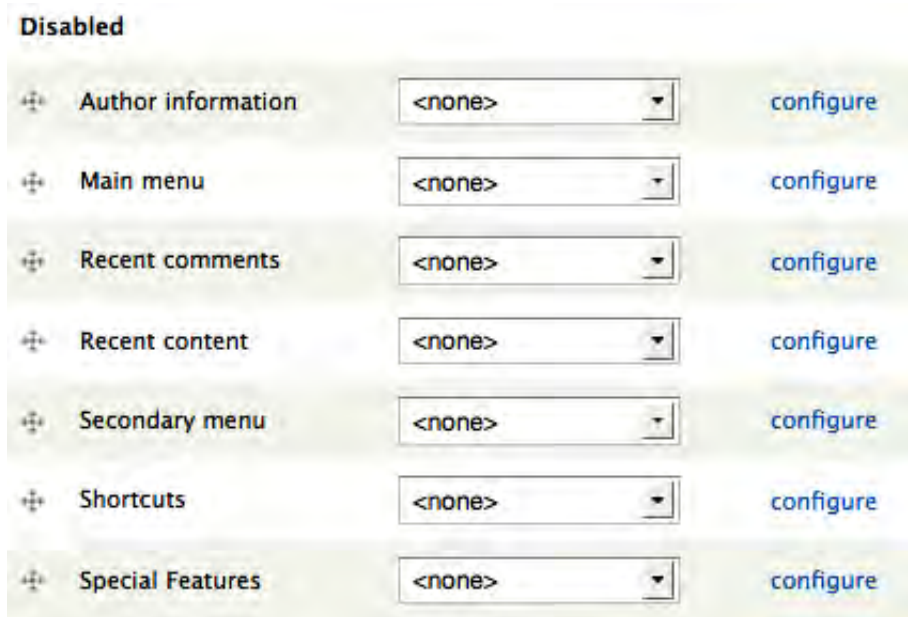 Disabled
Author information <none> configure
Main menu <none> configure
Recent comments <none> configure
Recent content <none> configure
Secondary menu <none> configure
Shortcuts <none> configure
Special Features <none> configure